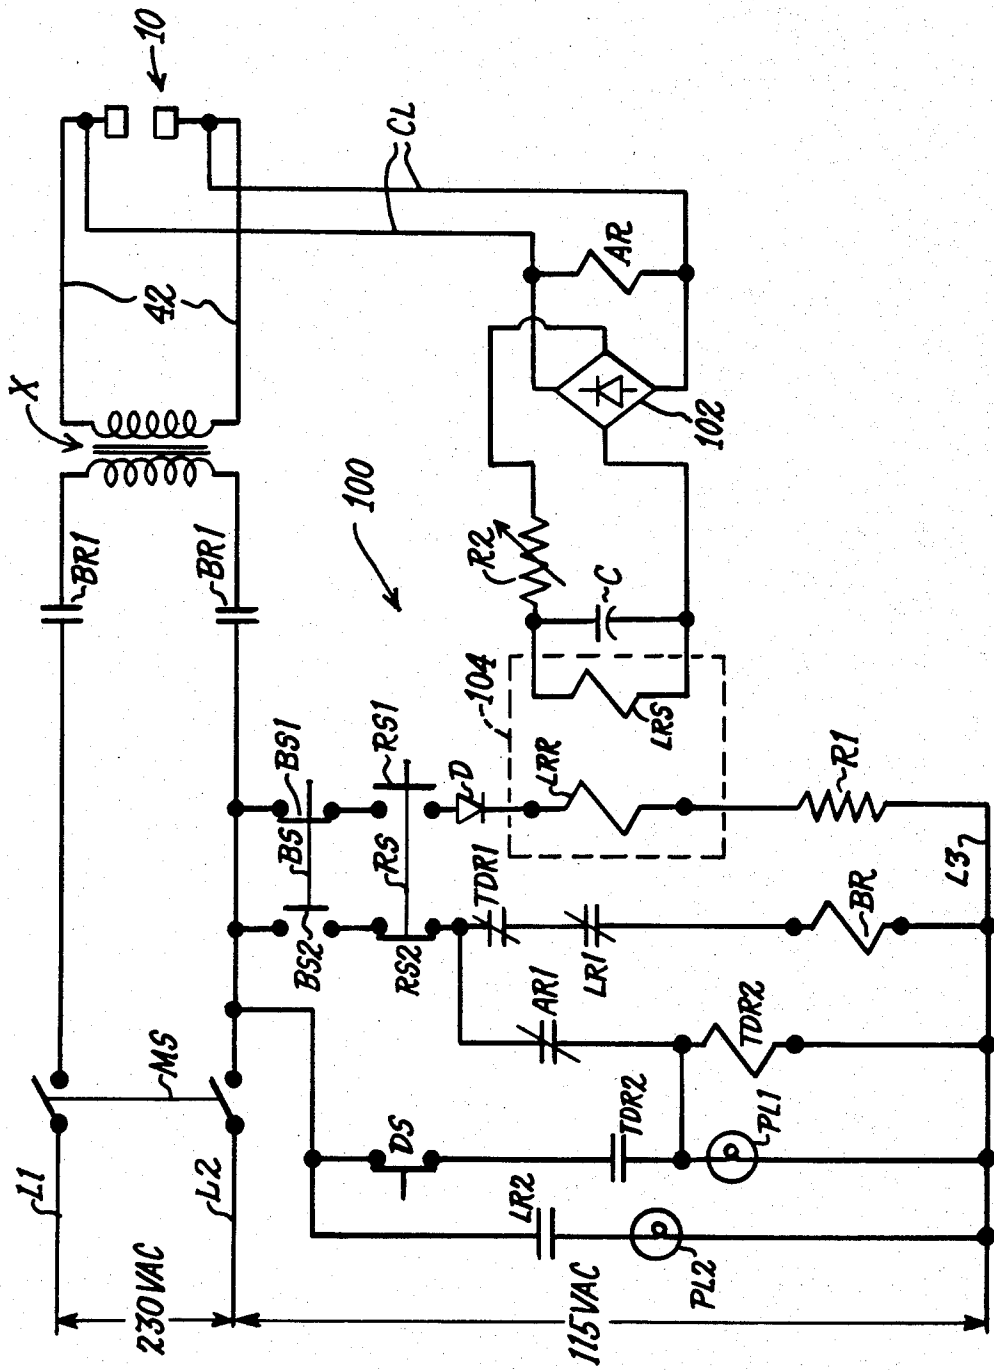 10
X
42
CL
BR1
BR1
100
AR
102
R2
C
104
LRS
LRR
BS1
BS
BS2
RS1
RS
RS2
D
TDR1
LR1
AR1
R1
L3
BR
TDR2
MS
DS
TDR2
PL1
LR2
PL2
L1
L2
230VAC
115VAC